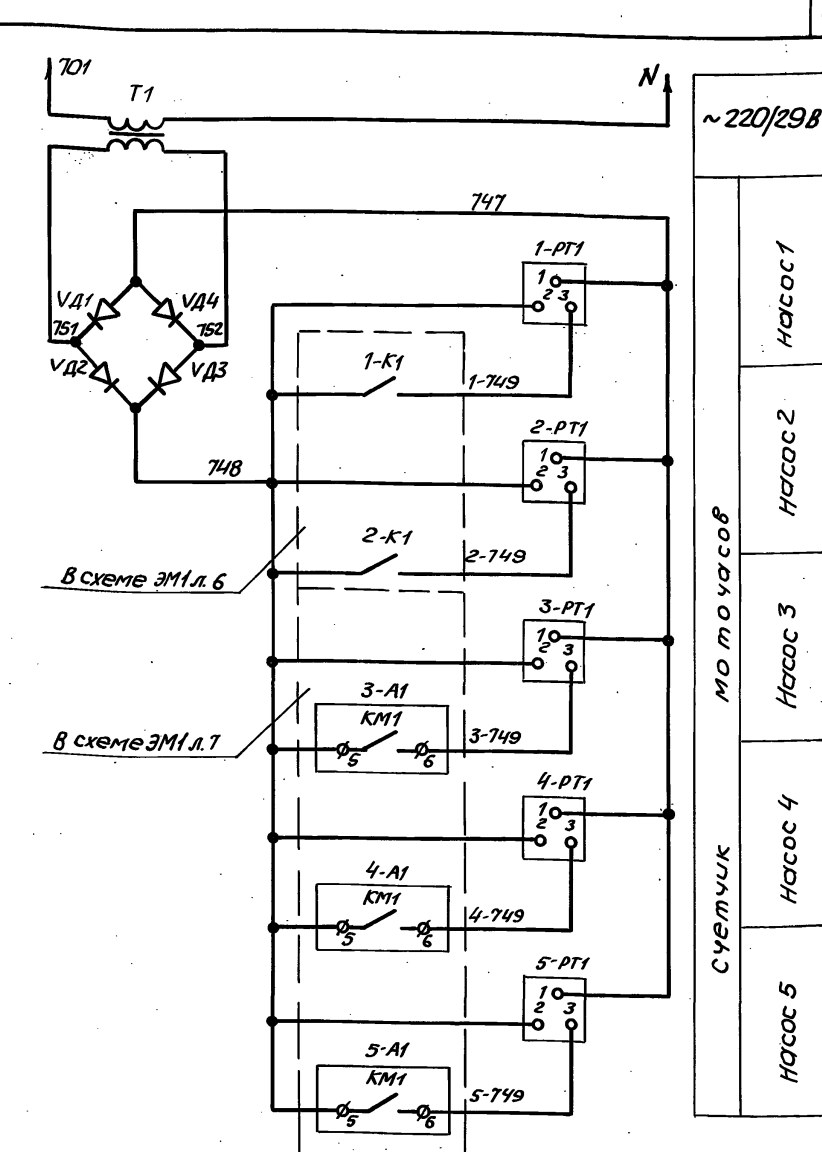 701
T1
N
~220/29В
747
1-РТ1
1
2 3
VД1
VД4
751
752
VД2
VД3
Насос 1
1-К1
1-749
2-РТ1
1
2 3
748
Насос 2
2-К1
2-749
В схеме ЭМ1 л. 6
3-РТ1
1
2 3
Насос 3
3-А1
КМ1
5 6
3-749
В схеме ЭМ1 л. 7
4-РТ1
1
2 3
Насос 4
4-А1
КМ1
5 6
4-749
Счетчик моточасов
5-РТ1
1
2 3
Насос 5
5-А1
КМ1
5 6
5-749